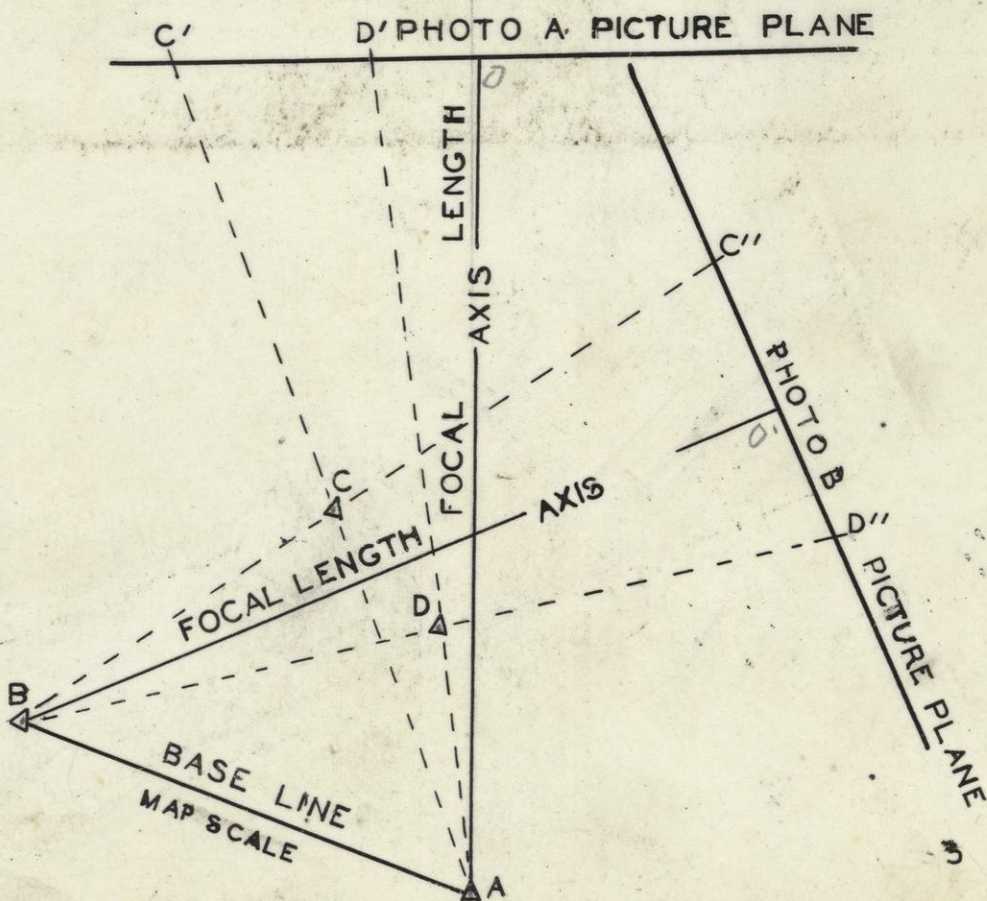 C' D' PHOTO A PICTURE PLANE
O
LENGTH
AXIS
FOCAL
C''
PHOTO B
O'
C
AXIS
FOCAL LENGTH
D''
D
PICTURE PLANE
B
BASE LINE
MAP SCALE
A